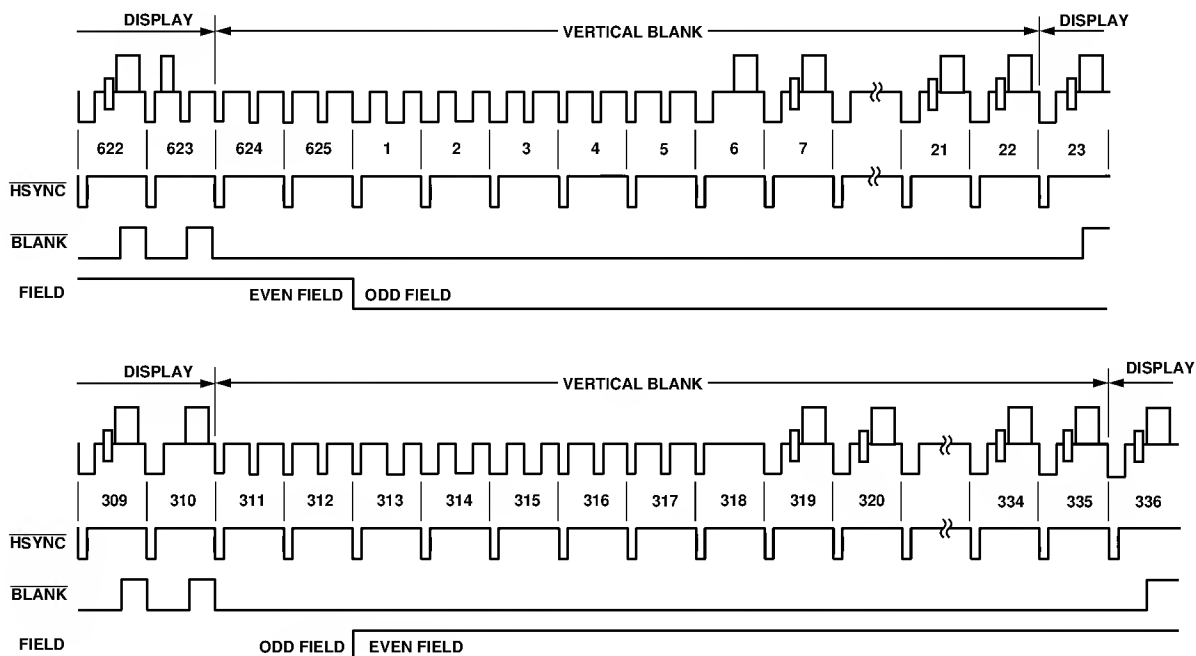 DISPLAY VERTICAL BLANK DISPLAY
622 623 624 625 1 2 3 4 5 6 7 21 22 23
HSYNC
BLANK
FIELD EVEN FIELD ODD FIELD
DISPLAY VERTICAL BLANK DISPLAY
309 310 311 312 313 314 315 316 317 318 319 320 334 335 336
HSYNC
BLANK
FIELD ODD FIELD EVEN FIELD